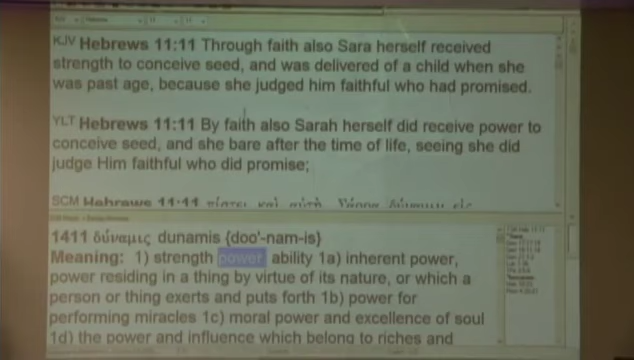 KJV Hebrews 11:11 Through faith also Sara herself received
strength to conceive seed, and was delivered of a child when she
was past age, because she judged him faithful who had promised.
YLT Hebrews 11:11 By faith also Sarah herself did receive power to
conceive seed, and she bare after the time of life, seeing she did
judge Him faithful who did promise;
SCM Hebrews 11:11
1411 δύναμις dunamis {doo'-nam-is}
Meaning: 1) strength power ability 1a) inherent power,
power residing in a thing by virtue of its nature, or which a
person or thing exerts and puts forth 1b) power for
performing miracles 1c) moral power and excellence of soul
1d) the power and influence which belong to riches and